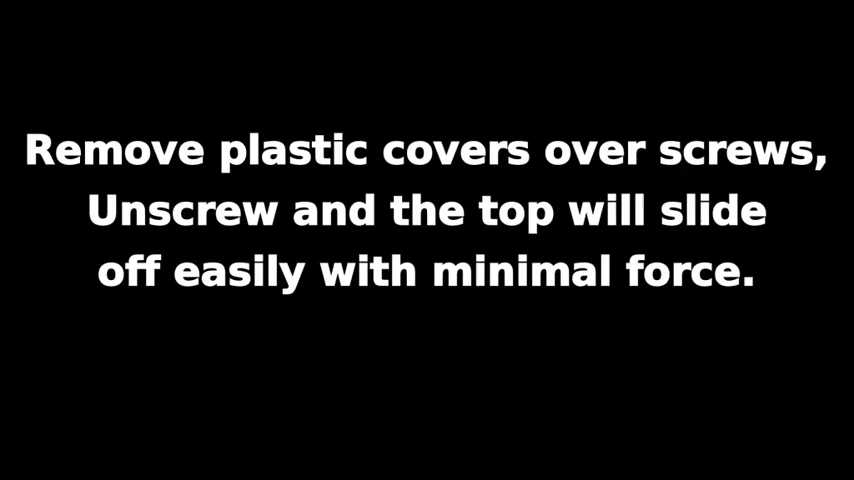 Remove plastic covers over screws,
Unscrew and the top will slide
off easily with minimal force.